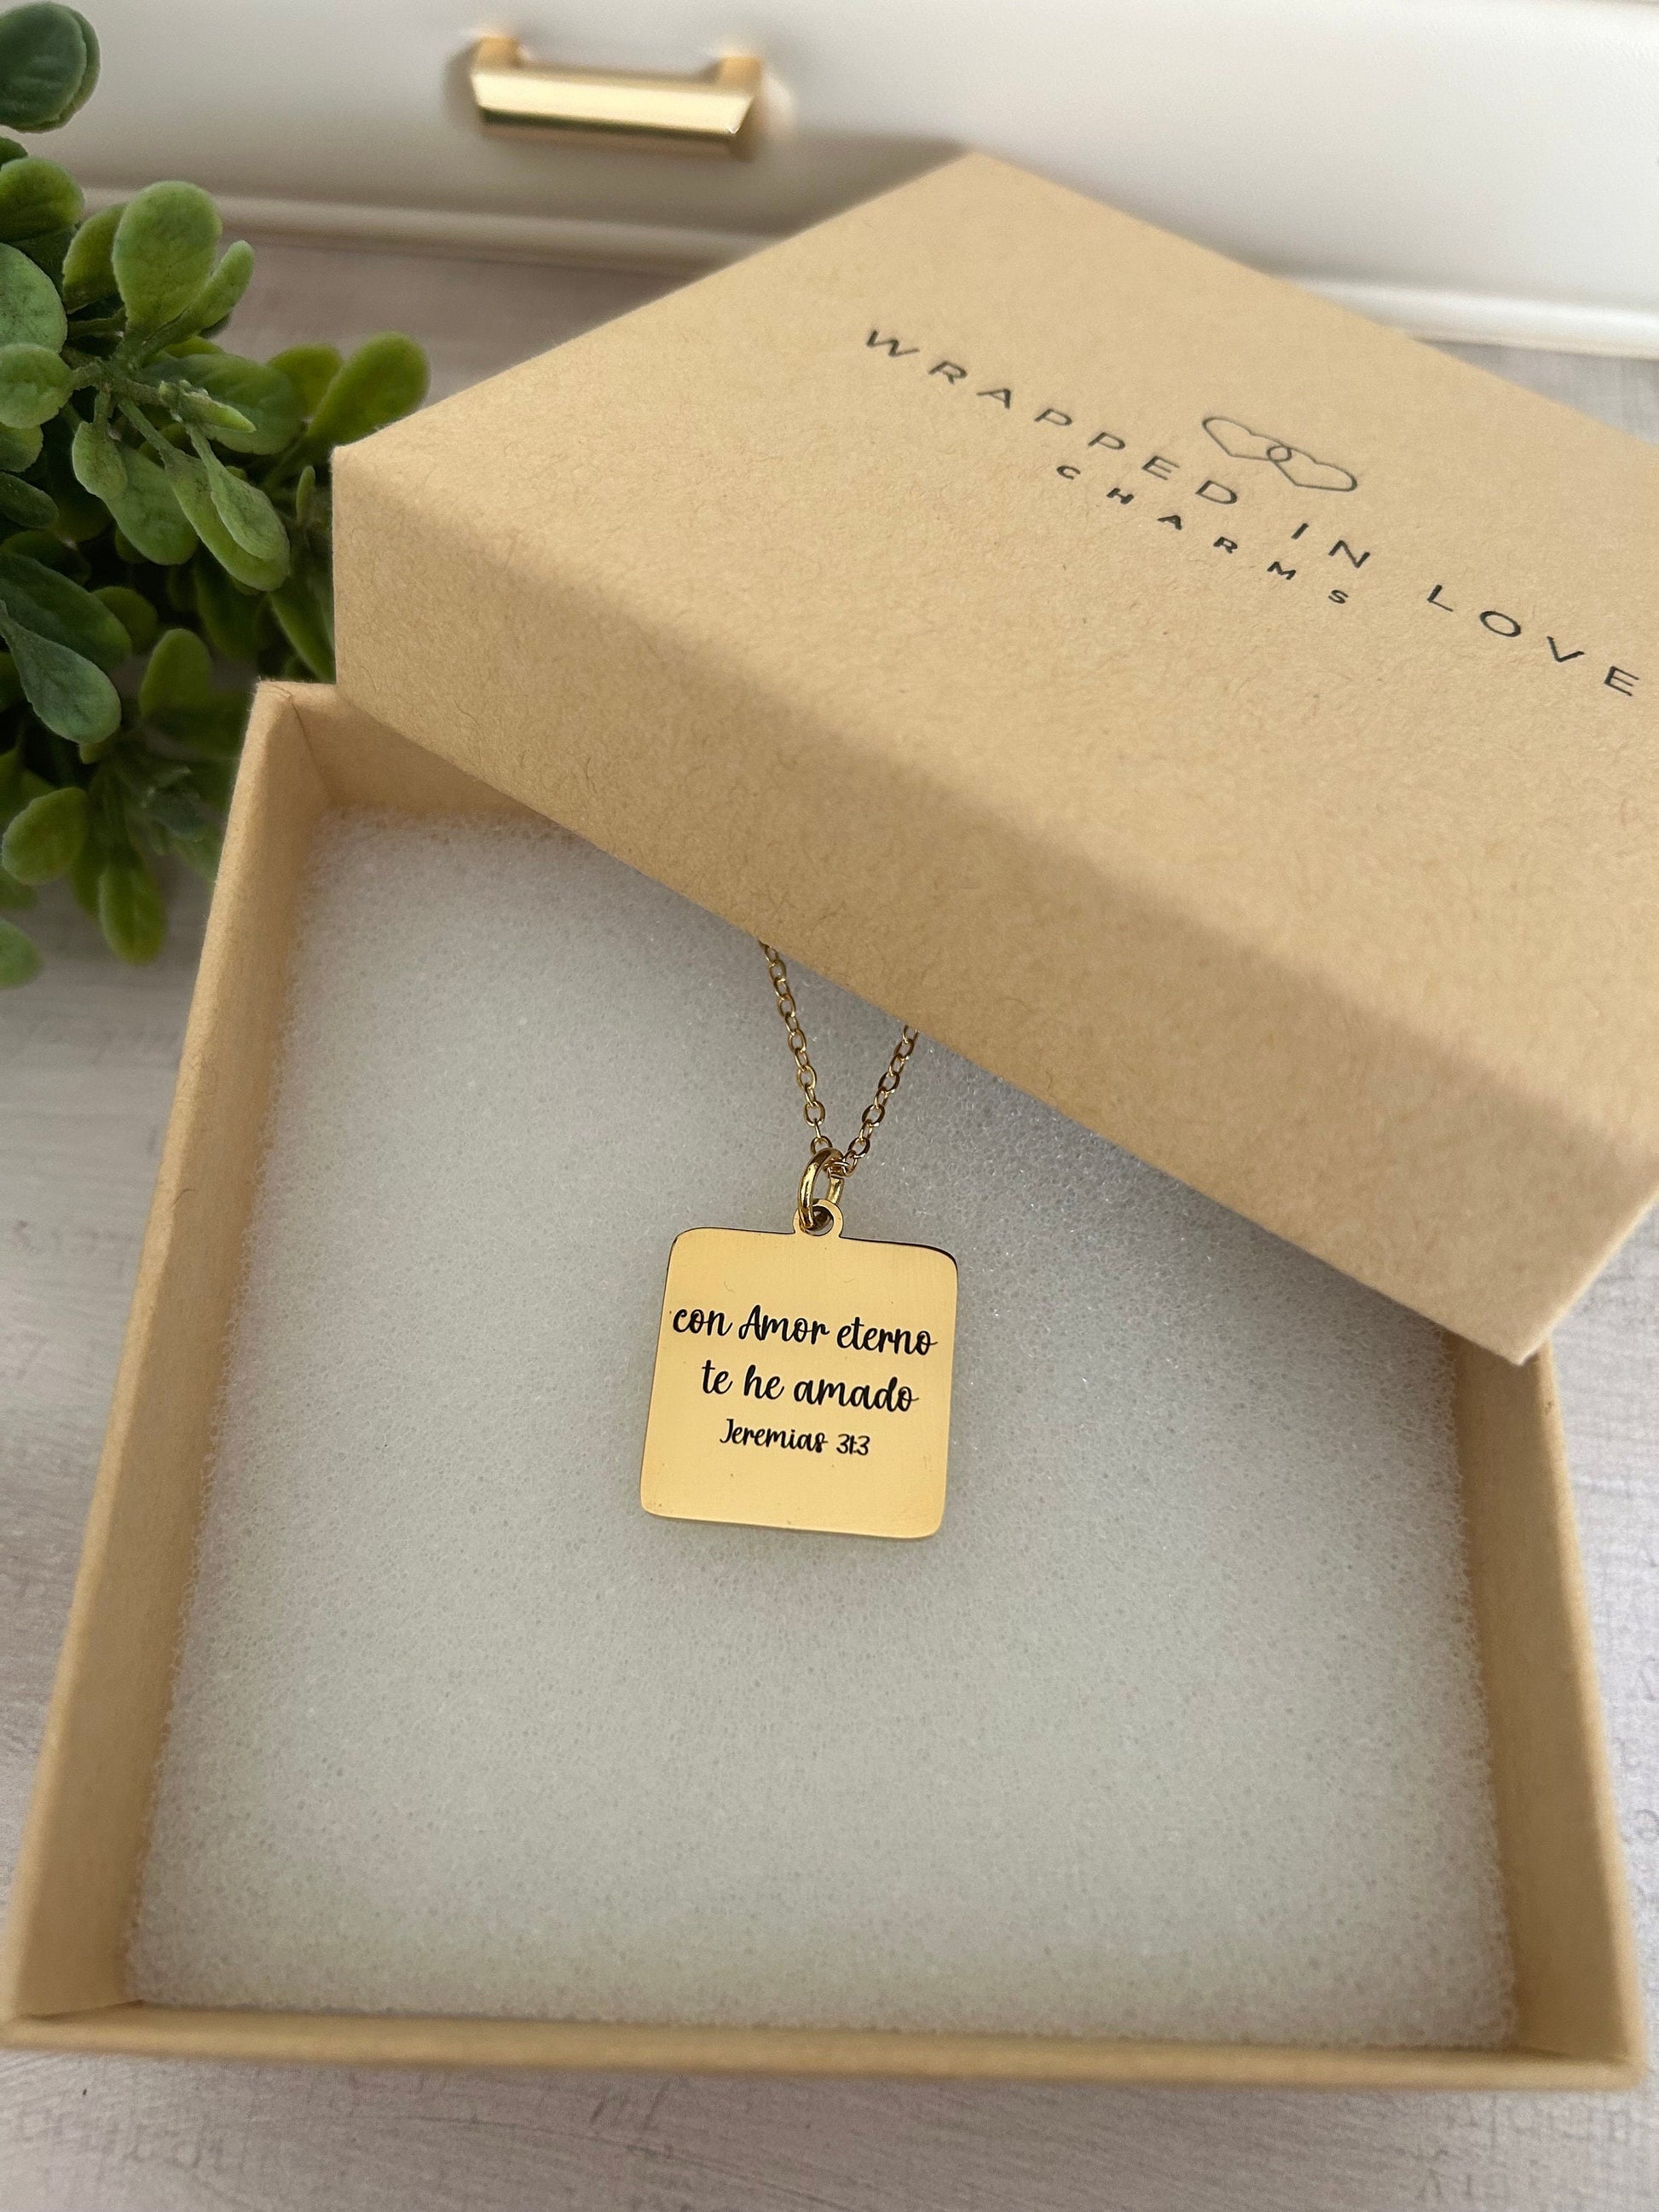 WRAPPED IN LOVE
CHARMS
con Amor eterno
te he amado
Jeremias 31:3